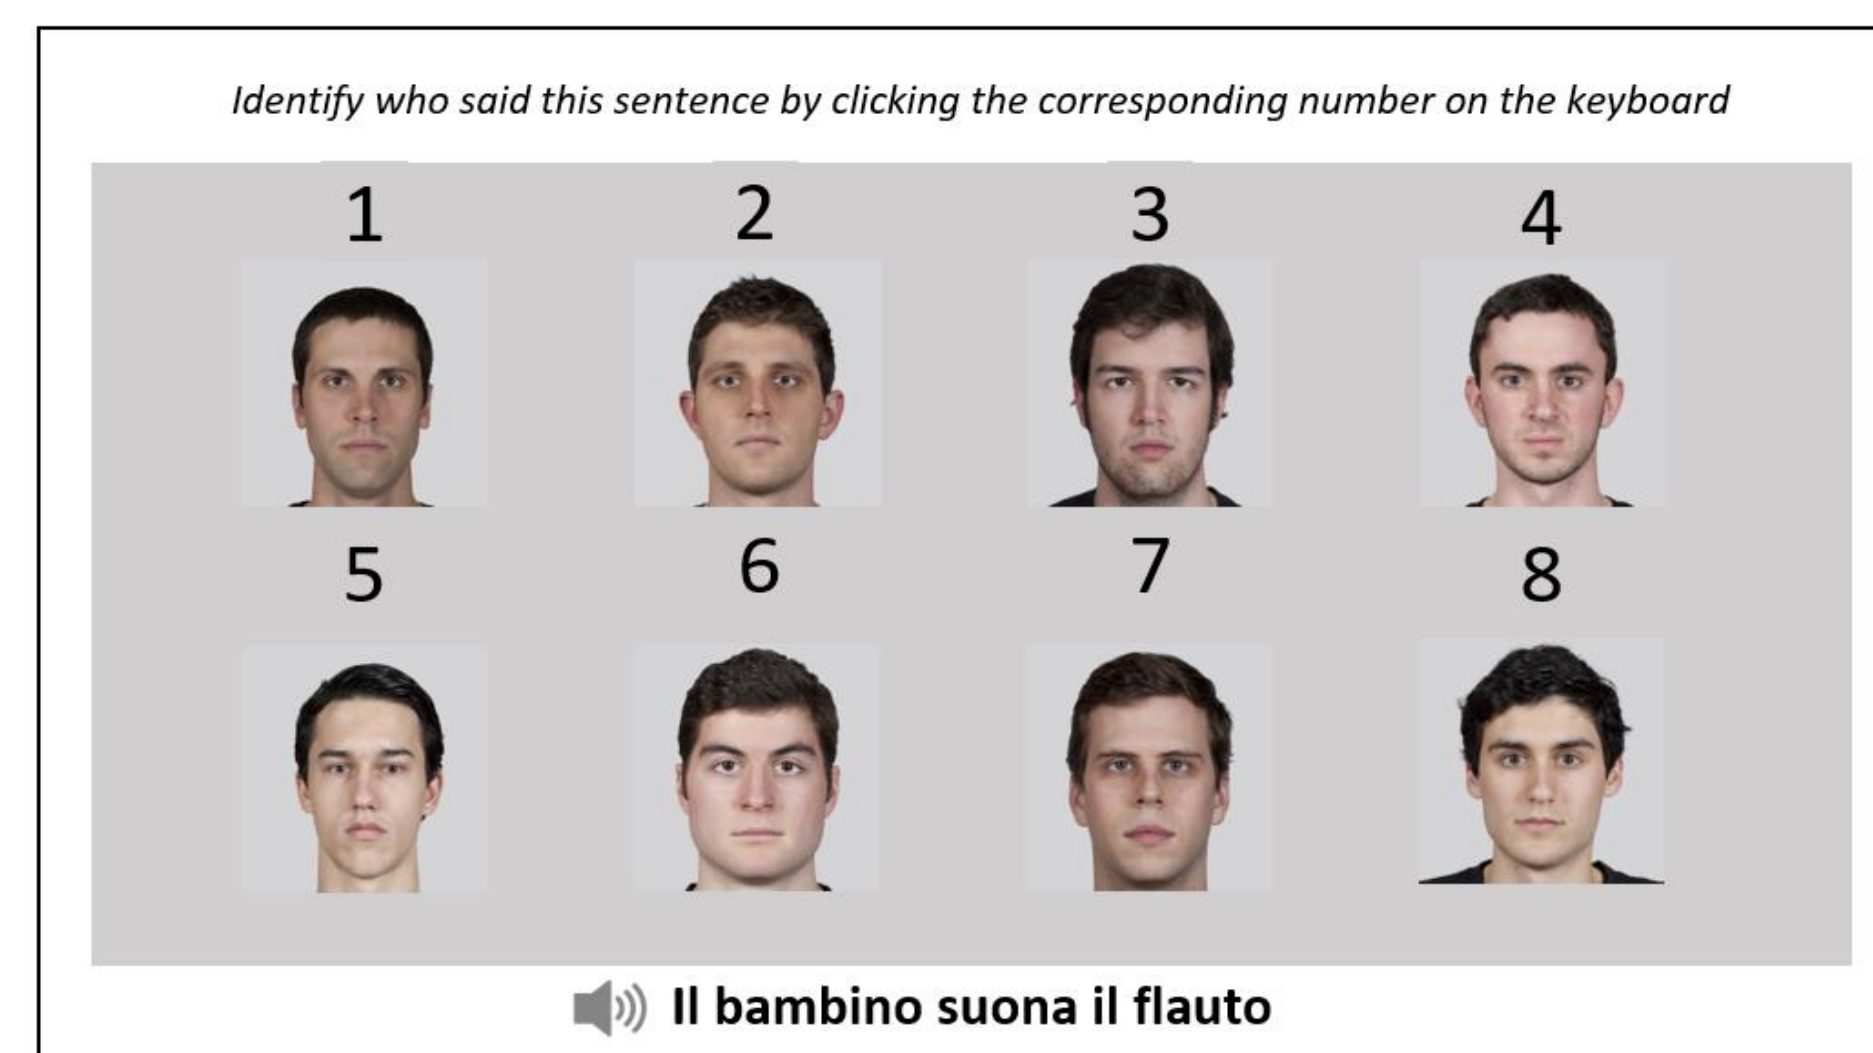 Identify who said this sentence by clicking the corresponding number on the keyboard
1 2 3 4
5 6 7 8
Il bambino suona il flauto